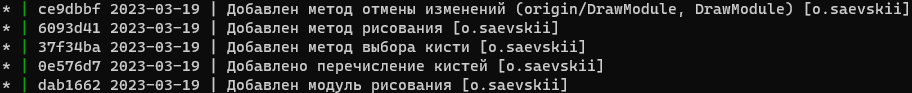 * | ce9dbbf 2023-03-19 | Добавлен метод отмены изменений (origin/DrawModule, DrawModule) [o.saevskii]
* | 6093d41 2023-03-19 | Добавлен метод рисования [o.saevskii]
* | 37f34ba 2023-03-19 | Добавлен метод выбора кисти [o.saevskii]
* | 0e576d7 2023-03-19 | Добавлено перечисление кистей [o.saevskii]
* | dab1662 2023-03-19 | Добавлен модуль рисования [o.saevskii]